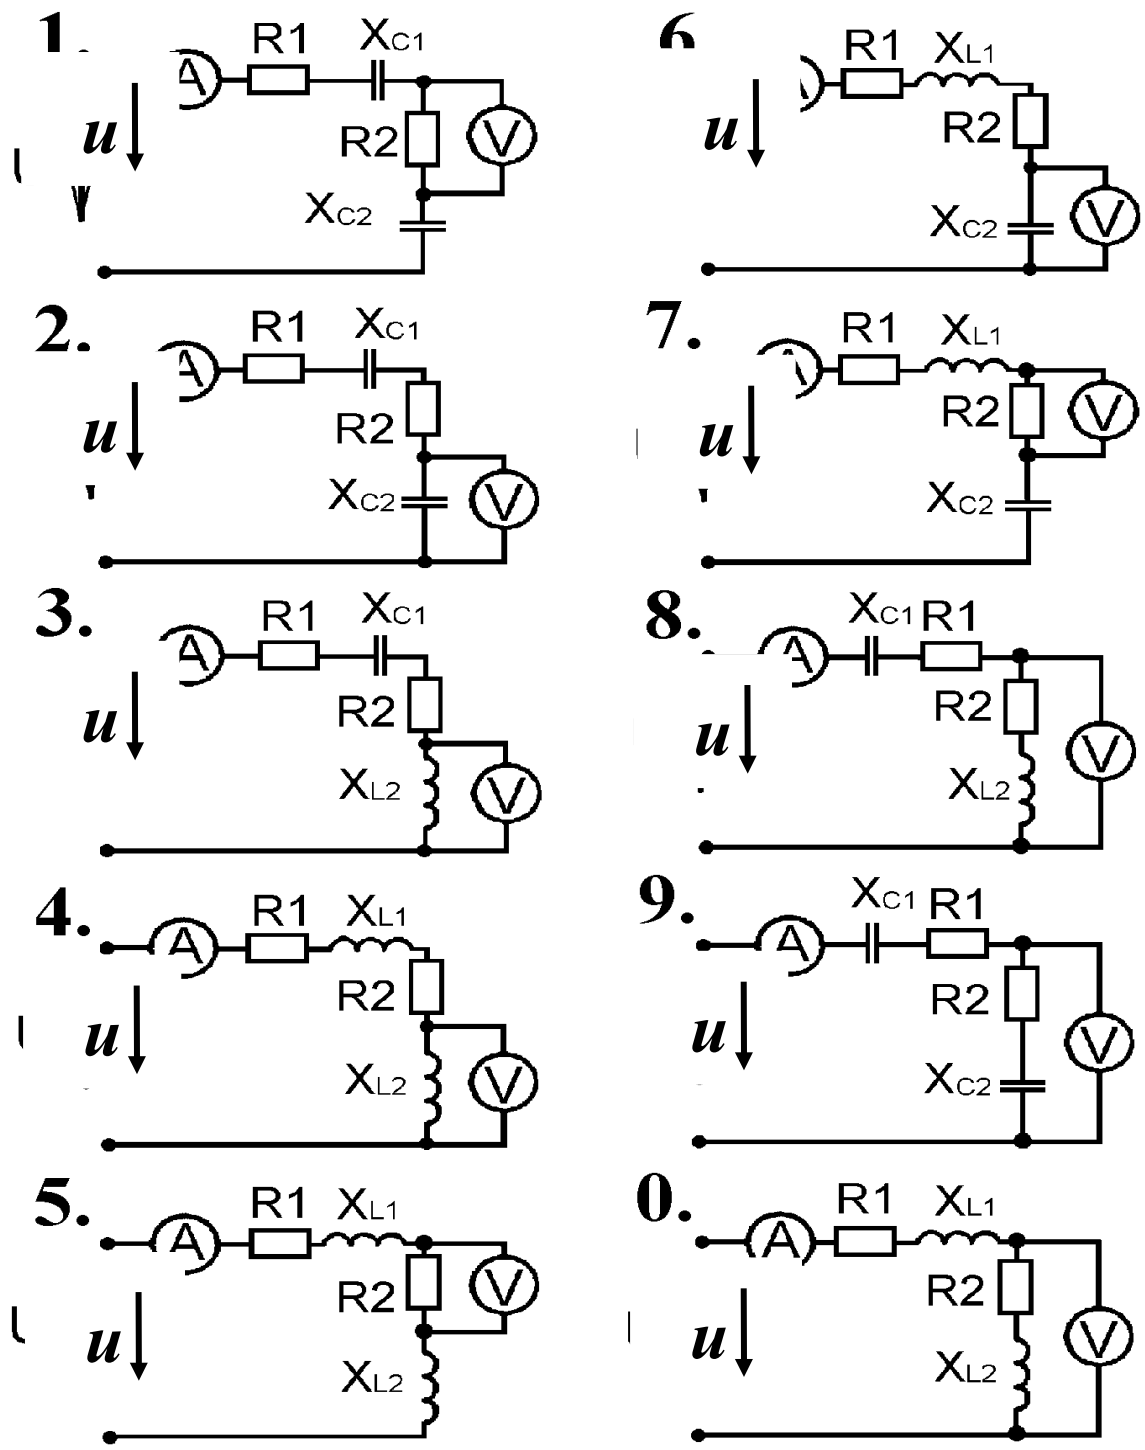 1.
R1
XC1
A
u
R2
V
XC2
2.
R1
XC1
A
u
R2
XC2
V
3.
R1
XC1
A
u
R2
XL2
V
4.
R1
XL1
A
u
R2
XL2
V
5.
R1
XL1
A
u
R2
V
XL2
6
R1
XL1
u
R2
XC2
V
7.
R1
XL1
A
u
R2
V
XC2
8.
XC1
R1
A
u
R2
XL2
V
9.
XC1
R1
A
u
R2
XC2
V
0.
R1
XL1
A
u
R2
XL2
V